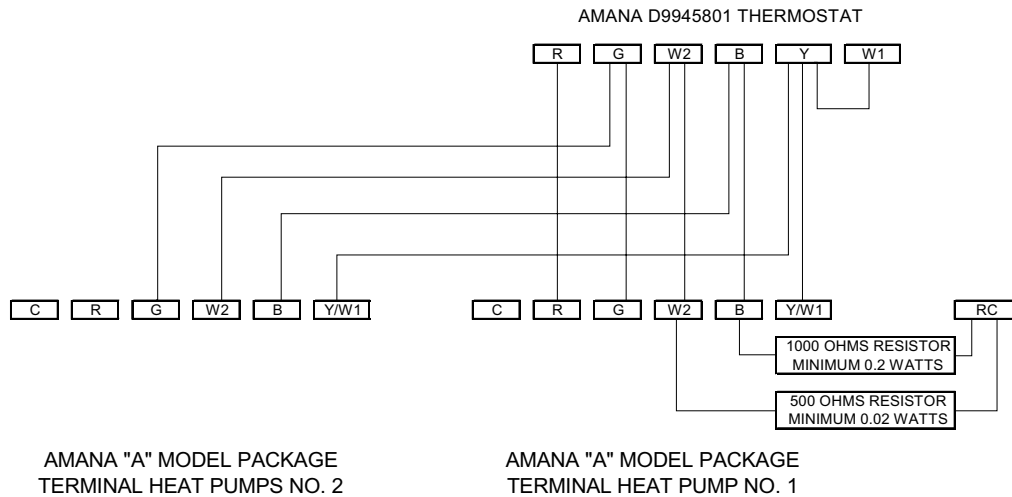 AMANA D9945801 THERMOSTAT
R G W2 B Y W1
C R G W2 B Y/W1 C R G W2 B Y/W1 RC
1000 OHMS RESISTOR
MINIMUM 0.2 WATTS
500 OHMS RESISTOR
MINIMUM 0.02 WATTS
AMANA "A" MODEL PACKAGE
TERMINAL HEAT PUMPS NO. 2
AMANA "A" MODEL PACKAGE
TERMINAL HEAT PUMP NO. 1